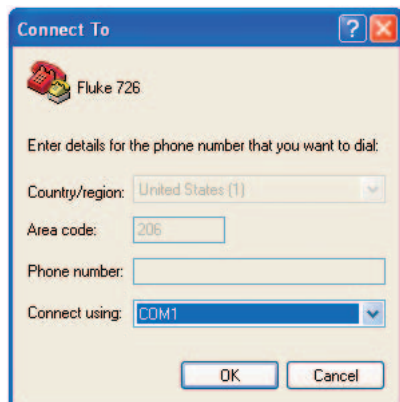 Connect To
Fluke 726
Enter details for the phone number that you want to dial:
Country/region: United States (1)
Area code: 206
Phone number:
Connect using: COM1
OK Cancel